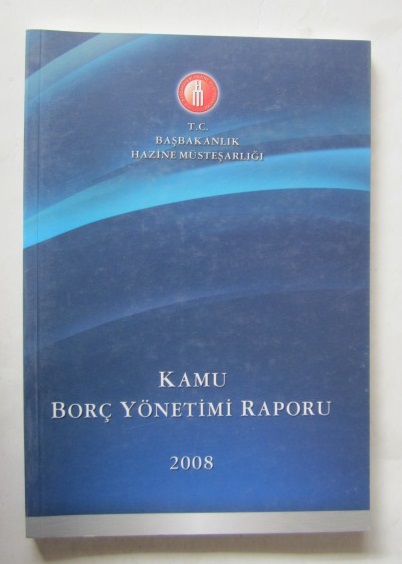 T.C.
BAŞBAKANLIK
HAZİNE MÜSTEŞARLIĞI
KAMU
BORÇ YÖNETİMİ RAPORU
2008